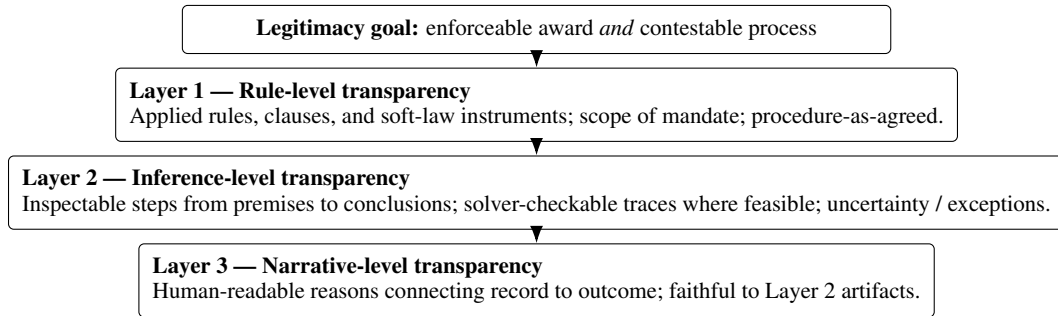 Legitimacy goal: enforceable award and contestable process
Layer 1 — Rule-level transparency
Applied rules, clauses, and soft-law instruments; scope of mandate; procedure-as-agreed.
Layer 2 — Inference-level transparency
Inspectable steps from premises to conclusions; solver-checkable traces where feasible; uncertainty / exceptions.
Layer 3 — Narrative-level transparency
Human-readable reasons connecting record to outcome; faithful to Layer 2 artifacts.